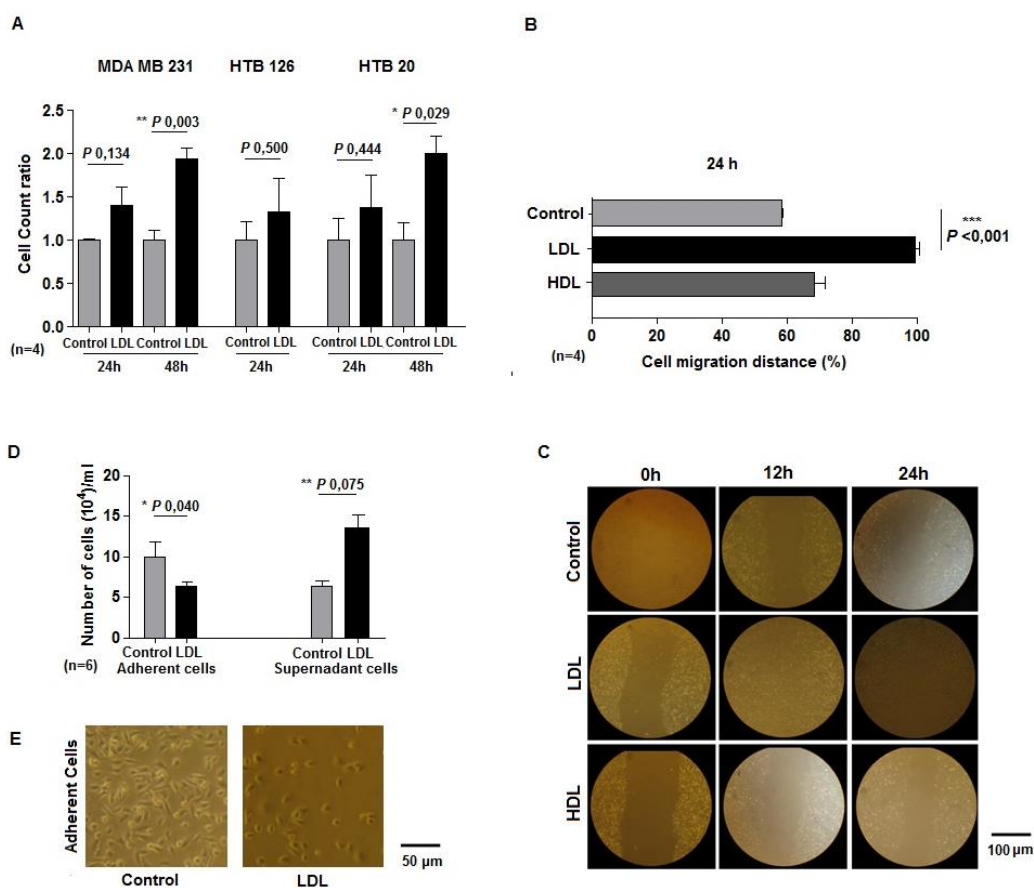 A
MDA MB 231 HTB 126 HTB 20
Cell Count ratio
2.5
2.0
1.5
1.0
0.5
0.0
P 0,134
** P 0,003
P 0,500
P 0,444
* P 0,029
Control LDL Control LDL Control LDL Control LDL Control LDL
(n=4)
24h 48h 24h 24h 48h
B
24 h
Control
LDL
HDL
***
P <0,001
0 20 40 60 80 100
(n=4)
Cell migration distance (%)
D
Number of cells (10⁴)/ml
20
15
10
5
0
* P 0,040
** P 0,075
Control LDL Control LDL
(n=6)
Adherent cells Supernadant cells
C
0h 12h 24h
Control
LDL
HDL
100 µm
E
Adherent Cells
Control LDL
50 µm